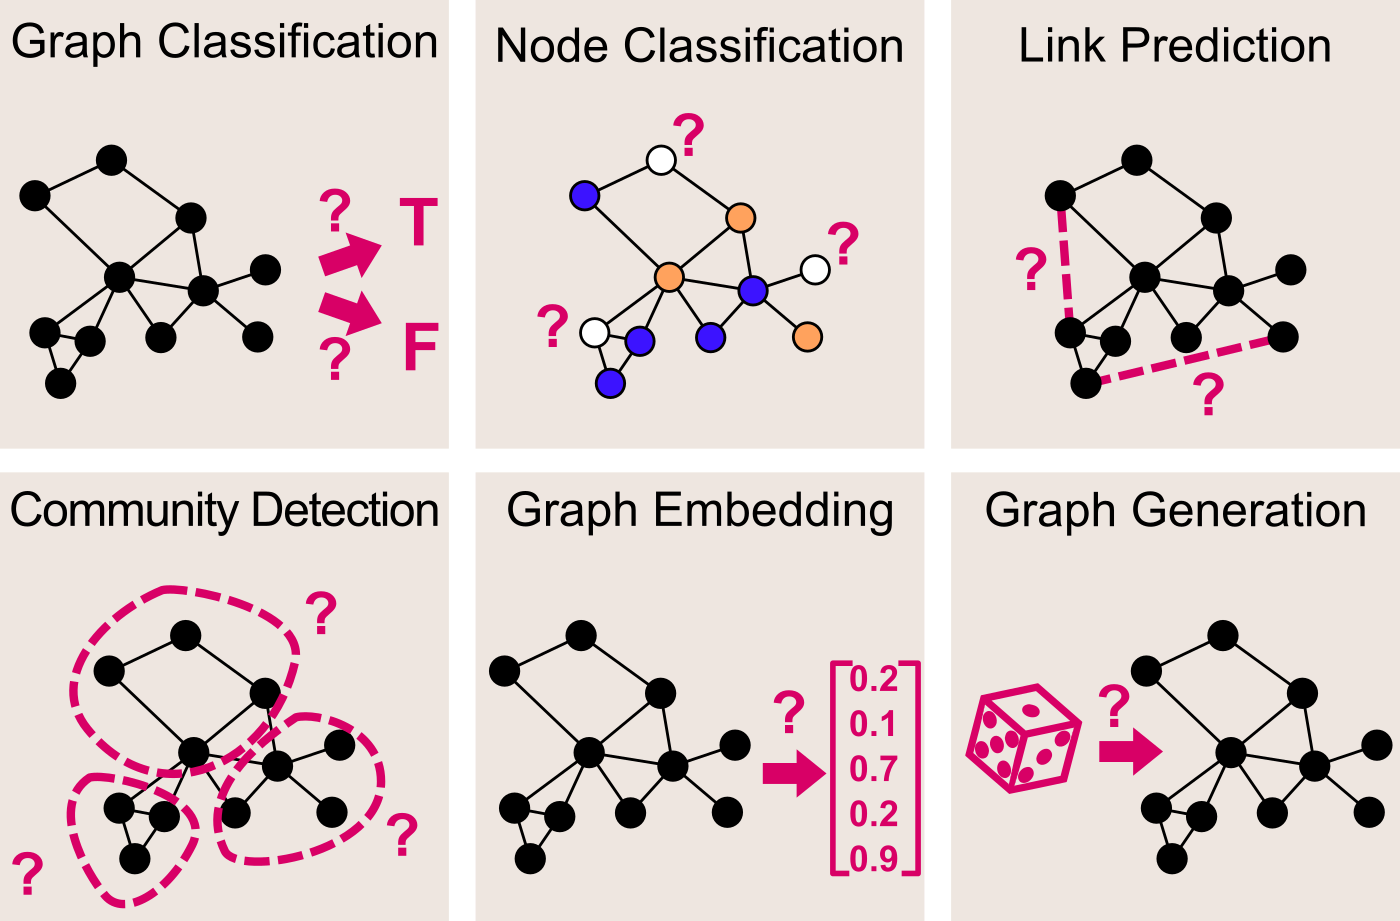 Graph Classification
?
T
F
?
Node Classification
?
?
?
Link Prediction
?
?
Community Detection
?
?
?
Graph Embedding
?
0.2
0.1
0.7
0.2
0.9
Graph Generation
?